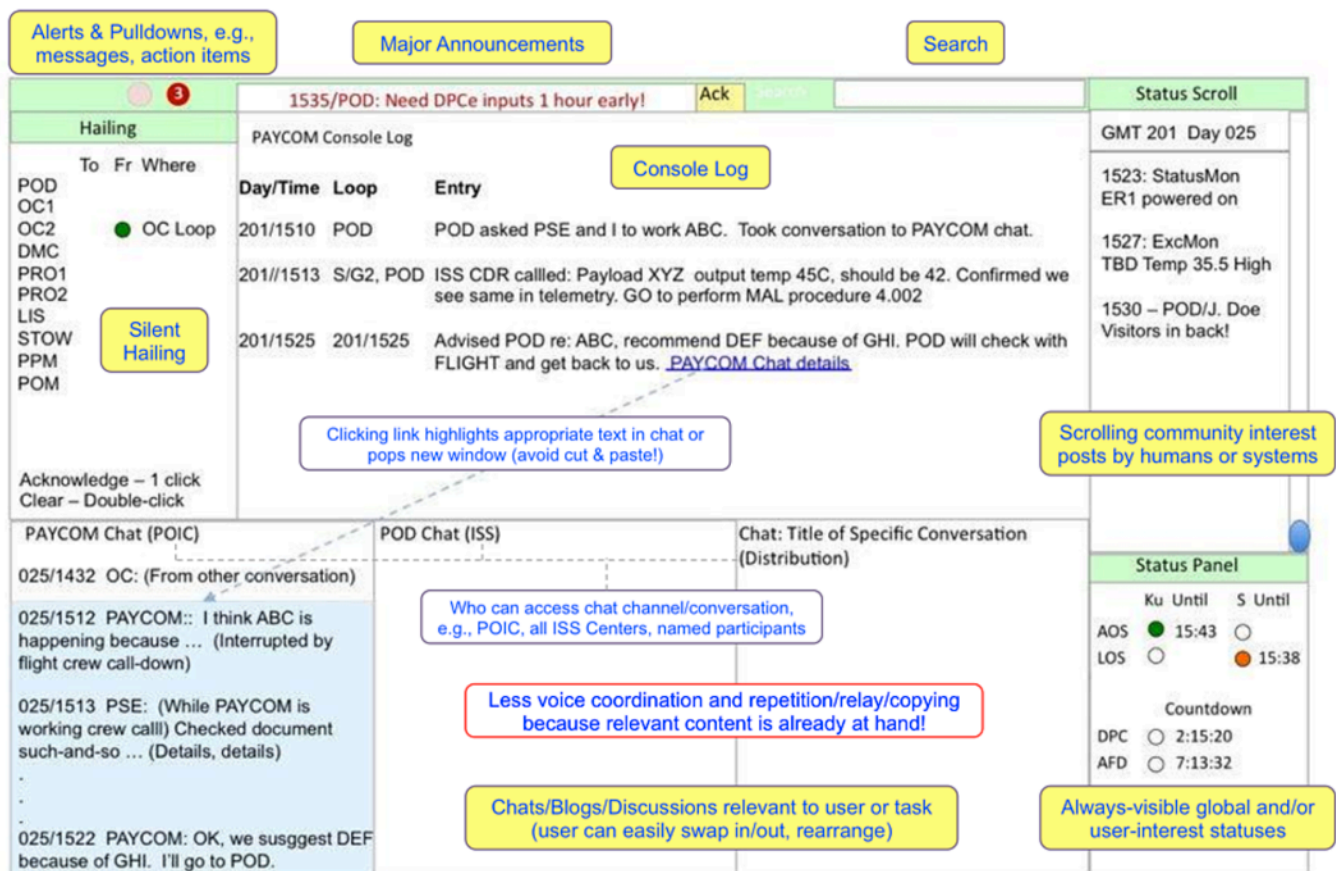 Alerts & Pulldowns, e.g.,
messages, action items
Major Announcements
Search
3
1535/POD: Need DPCe inputs 1 hour early!
Ack
Search
Status Scroll
Hailing
To Fr Where
POD
OC1
OC2
OC Loop
DMC
PRO1
PRO2
LIS
STOW
PPM
POM
Silent
Hailing
Acknowledge – 1 click
Clear – Double-click
PAYCOM Console Log
Console Log
Day/Time Loop Entry
201/1510 POD POD asked PSE and I to work ABC. Took conversation to PAYCOM chat.
201//1513 S/G2, POD ISS CDR callled: Payload XYZ output temp 45C, should be 42. Confirmed we
see same in telemetry. GO to perform MAL procedure 4.002
201/1525 201/1525 Advised POD re: ABC, recommend DEF because of GHI. POD will check with
FLIGHT and get back to us. PAYCOM Chat details
Clicking link highlights appropriate text in chat or
pops new window (avoid cut & paste!)
GMT 201 Day 025
1523: StatusMon
ER1 powered on
1527: ExcMon
TBD Temp 35.5 High
1530 – POD/J. Doe
Visitors in back!
Scrolling community interest
posts by humans or systems
PAYCOM Chat (POIC)
025/1432 OC: (From other conversation)
025/1512 PAYCOM:: I think ABC is
happening because … (Interrupted by
flight crew call-down)
025/1513 PSE: (While PAYCOM is
working crew calll) Checked document
such-and-so … (Details, details)
.
.
.
025/1522 PAYCOM: OK, we susggest DEF
because of GHI. I'll go to POD.
POD Chat (ISS)
Chat: Title of Specific Conversation
(Distribution)
Who can access chat channel/conversation,
e.g., POIC, all ISS Centers, named participants
Less voice coordination and repetition/relay/copying
because relevant content is already at hand!
Chats/Blogs/Discussions relevant to user or task
(user can easily swap in/out, rearrange)
Status Panel
Ku Until S Until
AOS 15:43
LOS 15:38
Countdown
DPC 2:15:20
AFD 7:13:32
Always-visible global and/or
user-interest statuses